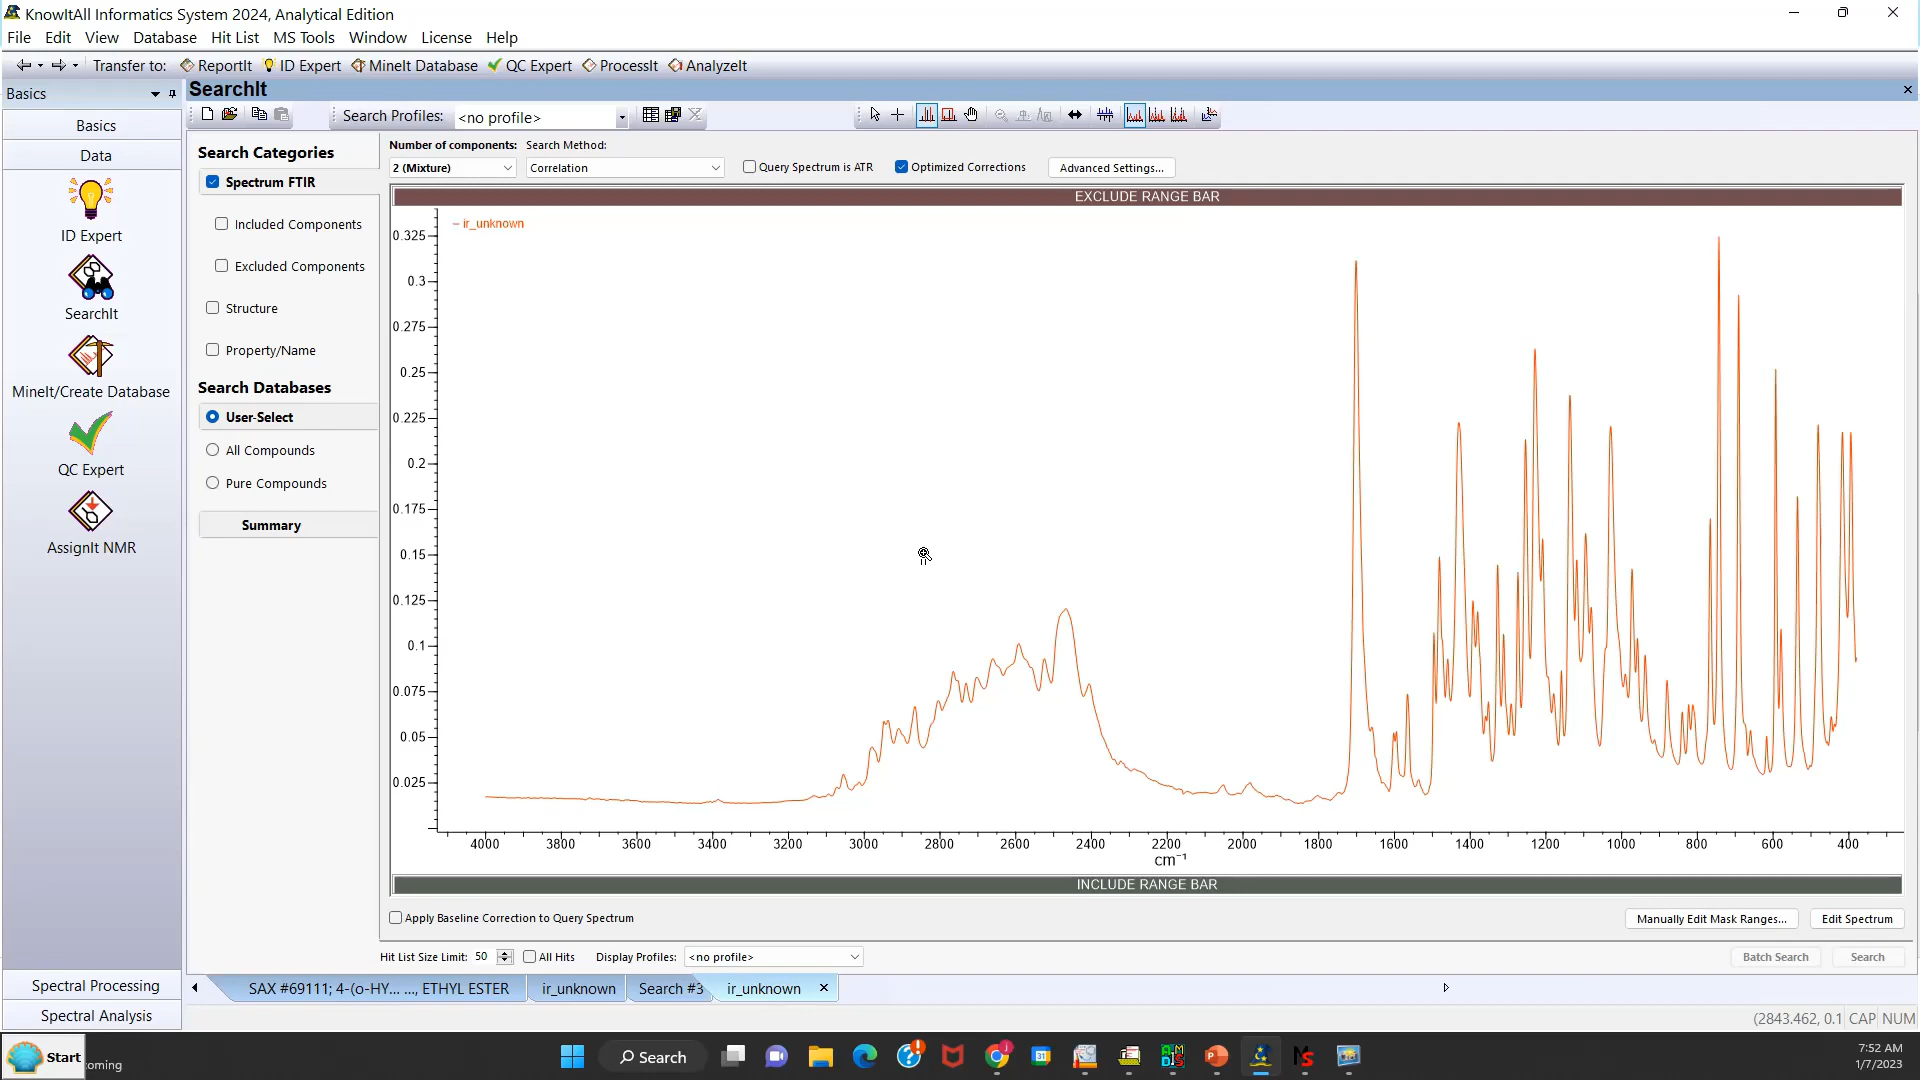 KnowItAll Informatics System 2024, Analytical Edition
File Edit View Database Hit List MS Tools Window License Help
Transfer to: ReportIt ID Expert MineIt Database QC Expert ProcessIt AnalyzeIt
Basics
SearchIt
Search Profiles: <no profile>
Basics
Data
ID Expert
SearchIt
MineIt/Create Database
QC Expert
AssignIt NMR
Spectral Processing
Spectral Analysis
Search Categories
Spectrum FTIR
Included Components
Excluded Components
Structure
Property/Name
Search Databases
User-Select
All Compounds
Pure Compounds
Summary
Number of components: Search Method:
2 (Mixture) Correlation Query Spectrum is ATR Optimized Corrections Advanced Settings...
EXCLUDE RANGE BAR
ir_unknown
0.325
0.3
0.275
0.25
0.225
0.2
0.175
0.15
0.125
0.1
0.075
0.05
0.025
4000 3800 3600 3400 3200 3000 2800 2600 2400 2200 2000 1800 1600 1400 1200 1000 800 600 400
cm⁻¹
INCLUDE RANGE BAR
Apply Baseline Correction to Query Spectrum Manually Edit Mask Ranges... Edit Spectrum
Hit List Size Limit: 50 All Hits Display Profiles: <no profile> Batch Search Search
SAX #69111; 4-(o-HY... ..., ETHYL ESTER ir_unknown Search #3 ir_unknown
(2843.462, 0.1 CAP NUM
Start
oming
Search
31
7:52 AM
1/7/2023